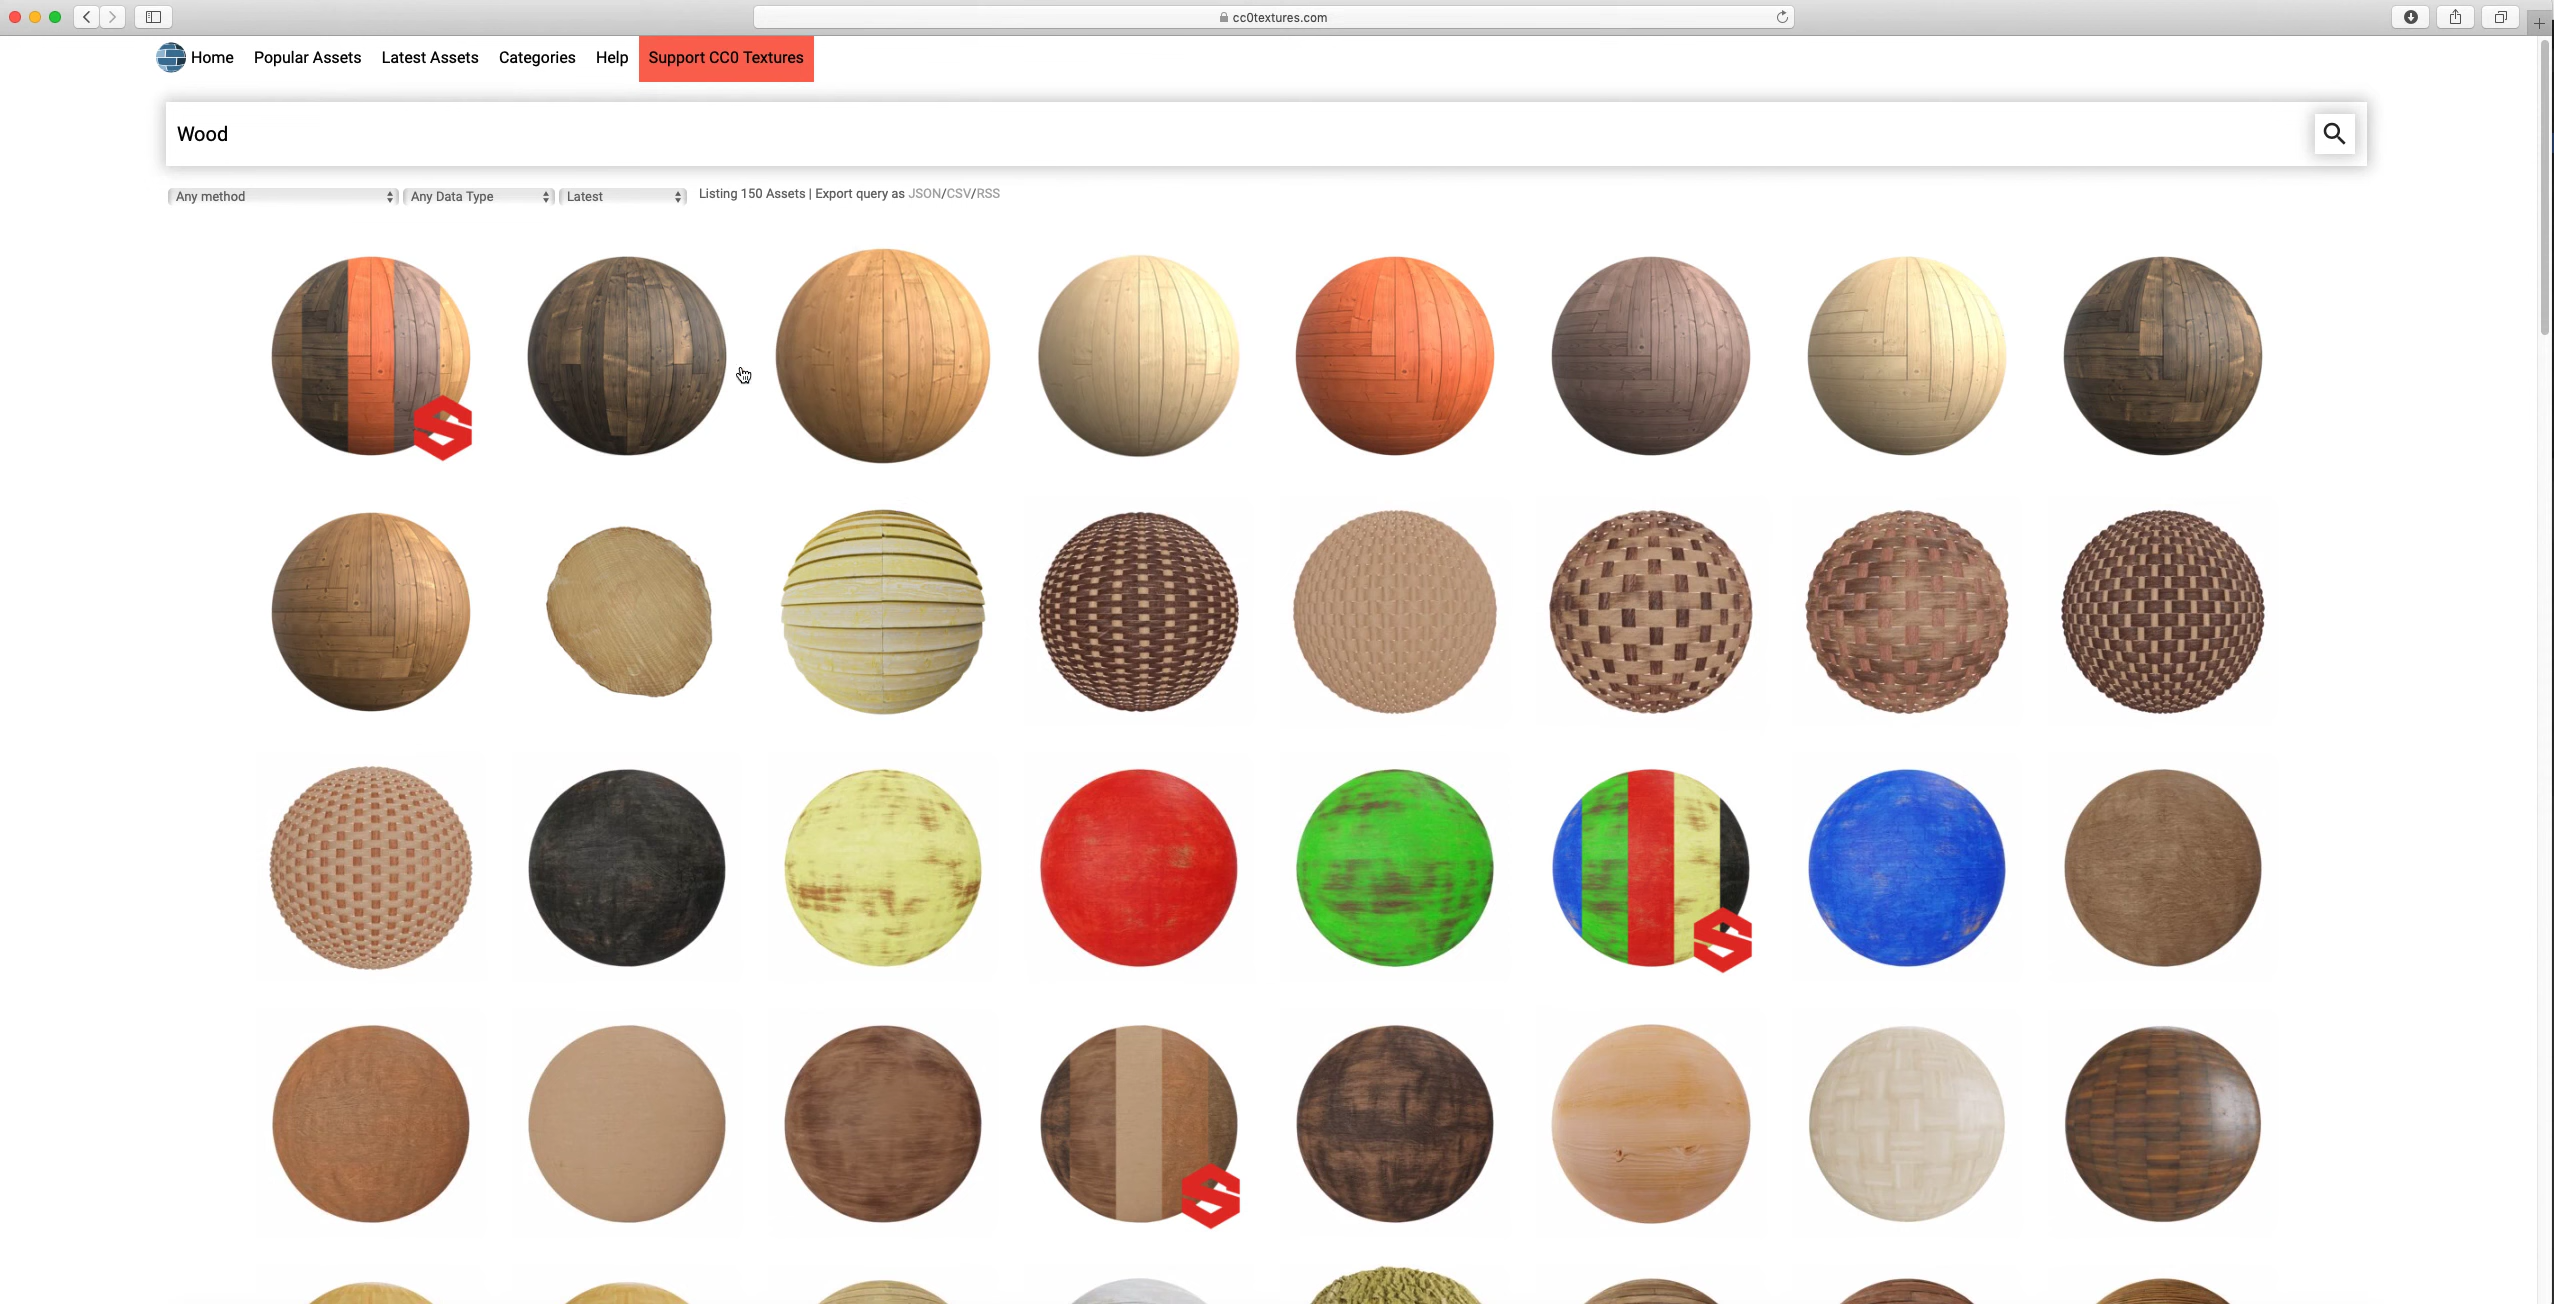 cc0textures.com
Home Popular Assets Latest Assets Categories Help Support CC0 Textures
Wood
Any method Any Data Type Latest Listing 150 Assets | Export query as JSON/CSV/RSS